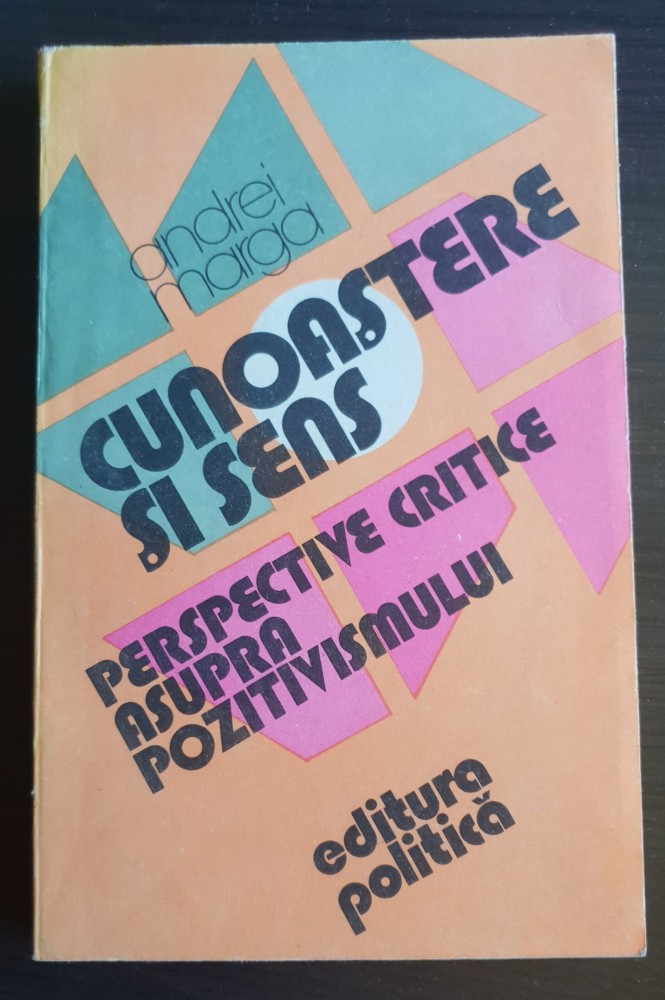 andrei
marga
CUNOAȘTERE
ȘI SENS
PERSPECTIVE CRITICE
ASUPRA
POZITIVISMULUI
editura
politică